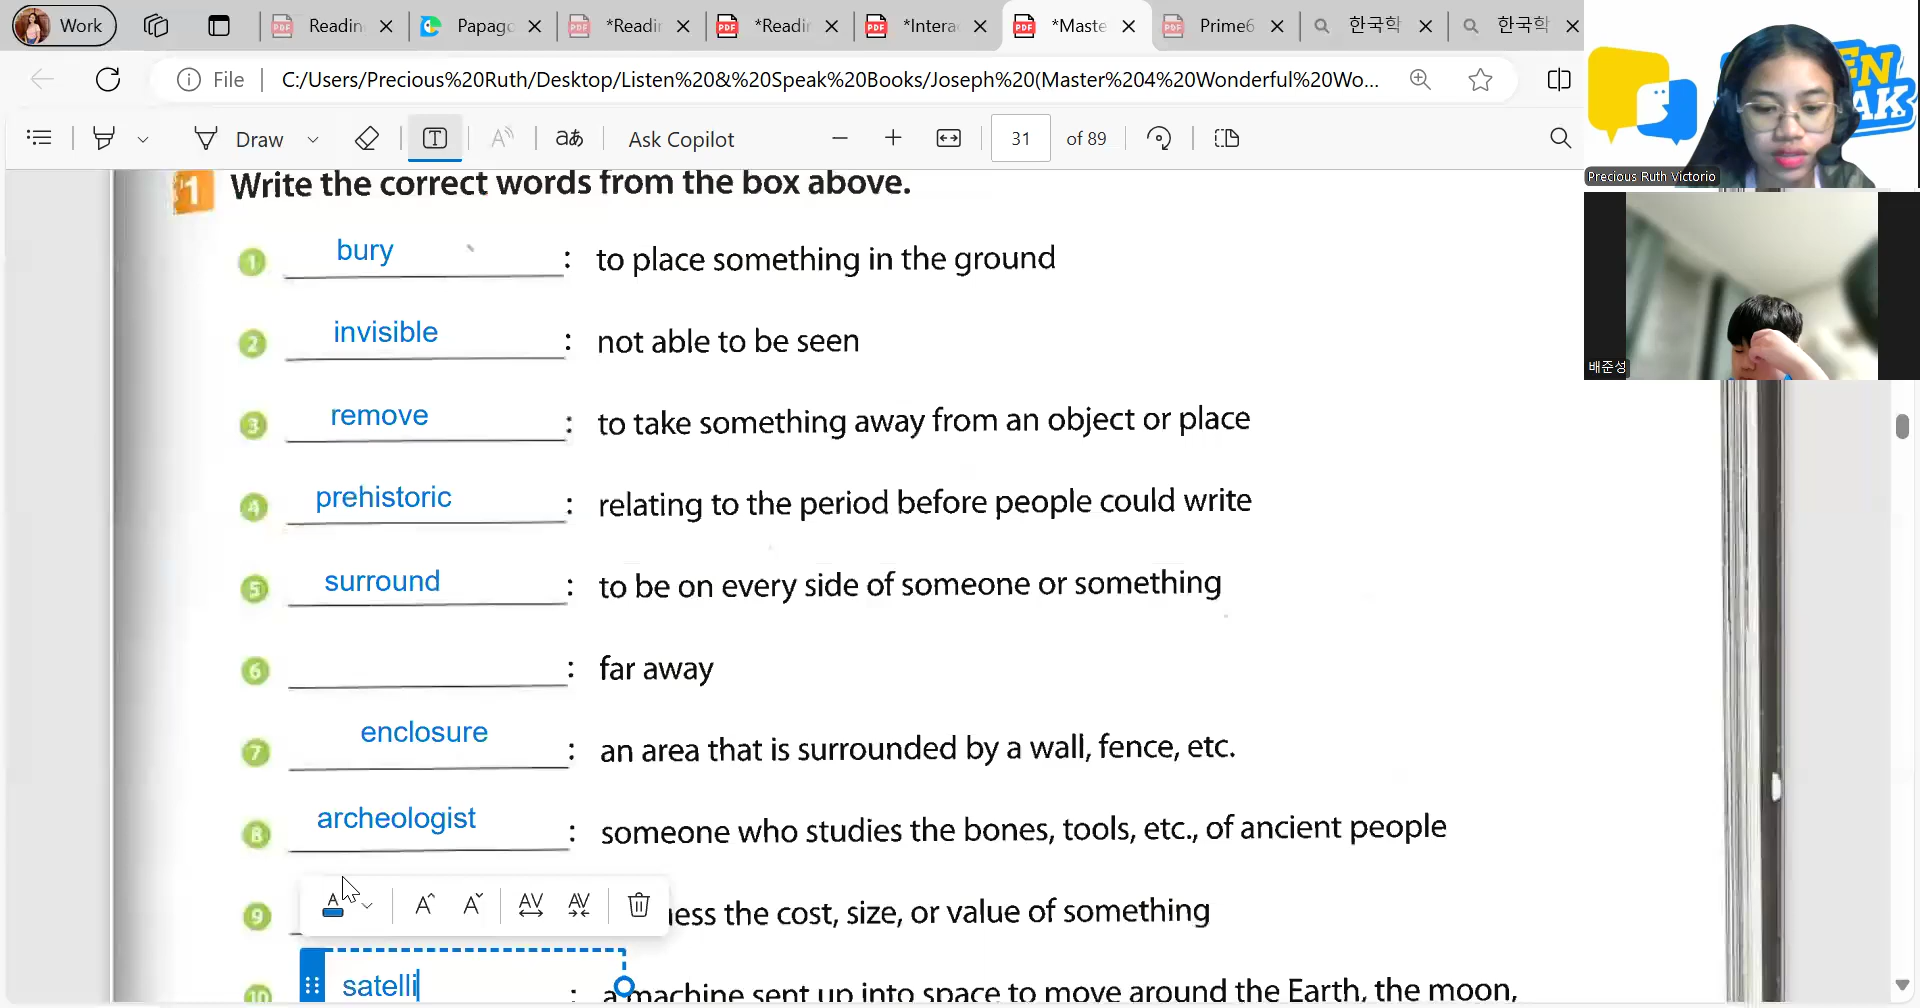 Work
Readin
Papago
*Readin
*Readin
*Intera
*Maste
Prime6
한국학
한국학
File
C:/Users/Precious%20Ruth/Desktop/Listen%20&%20Speak%20Books/Joseph%20(Master%204%20Wonderful%20Wo...
Draw
Ask Copilot
31 of 89
Precious Ruth Victorio
배준성
1 Write the correct words from the box above.
1 bury : to place something in the ground
2 invisible : not able to be seen
3 remove : to take something away from an object or place
4 prehistoric : relating to the period before people could write
5 surround : to be on every side of someone or something
6 : far away
7 enclosure : an area that is surrounded by a wall, fence, etc.
8 archeologist : someone who studies the bones, tools, etc., of ancient people
9 the cost, size, or value of something
10 satelli : a machine sent up into space to move around the Earth, the moon,